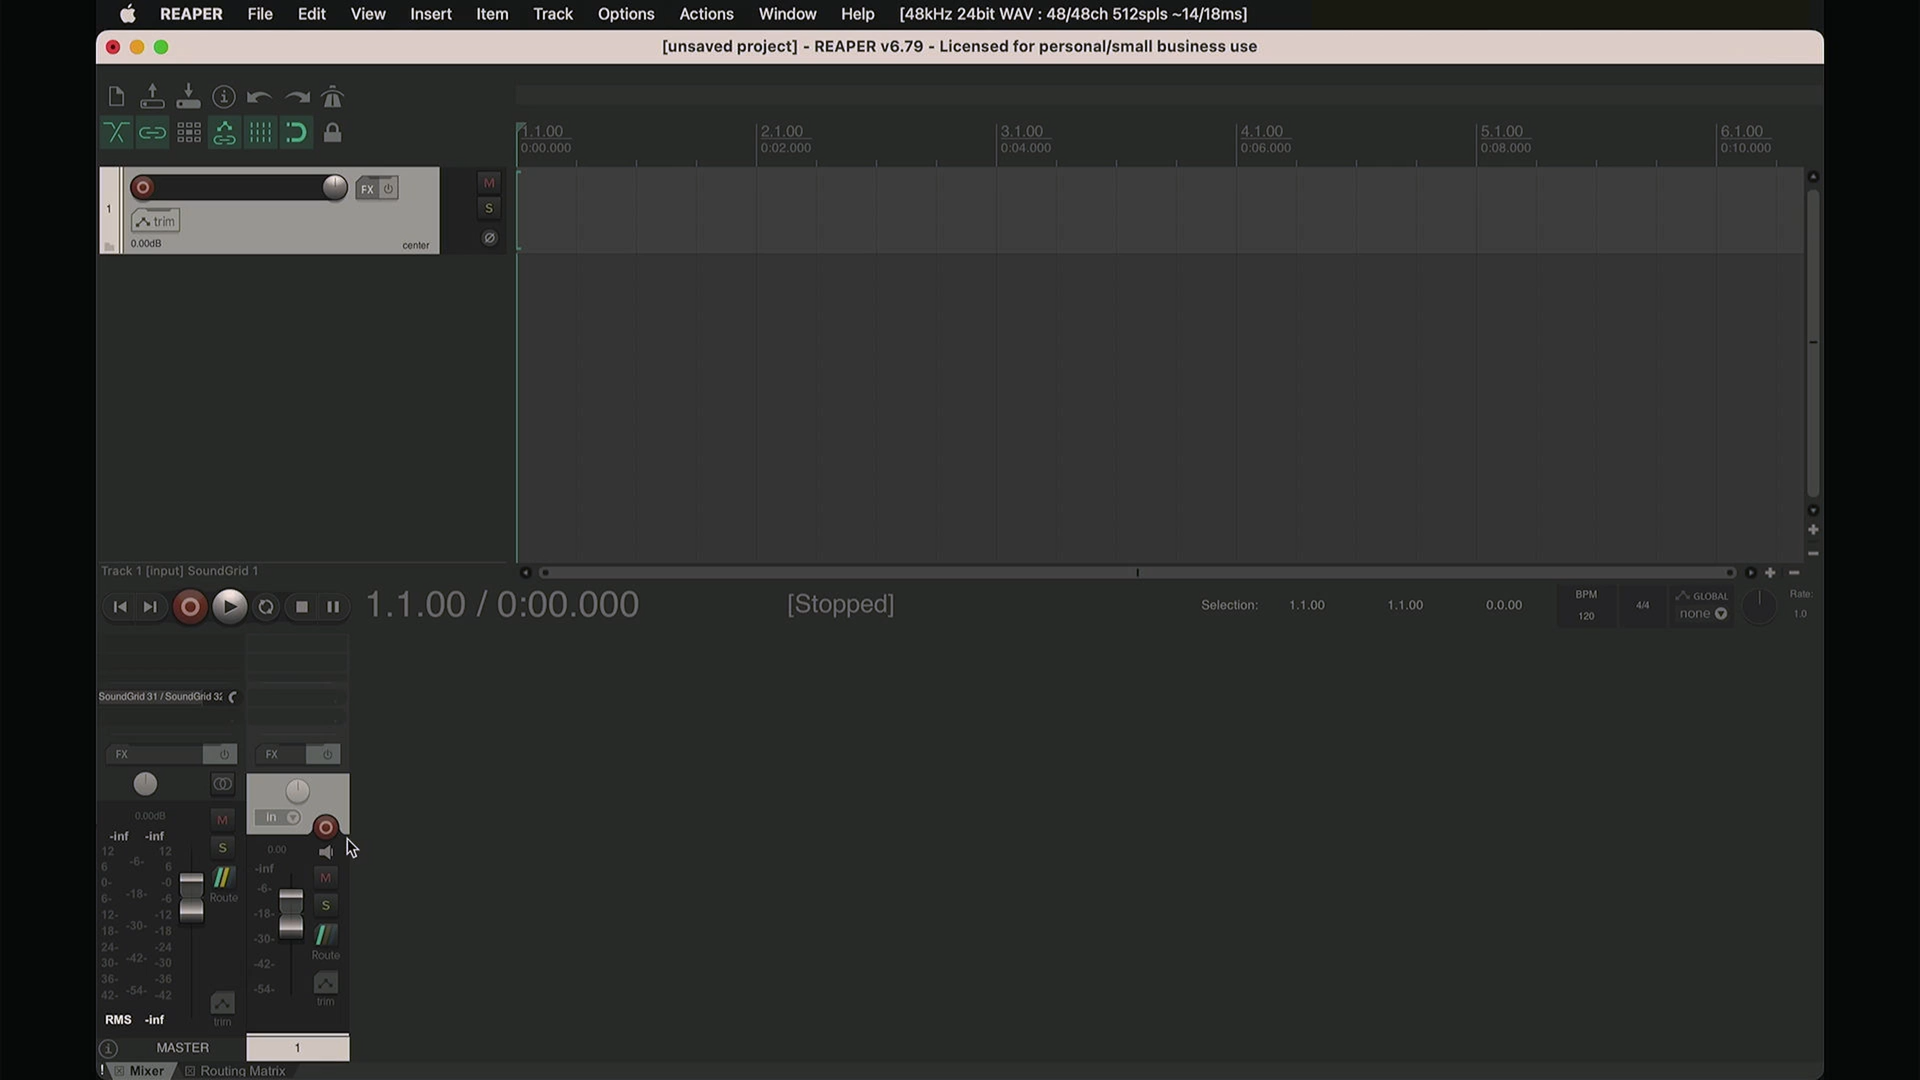 REAPER File Edit View Insert Item Track Options Actions Window Help [48kHz 24bit WAV : 48/48ch 512spls ~14/18ms]
[unsaved project] - REAPER v6.79 - Licensed for personal/small business use
1.1.00 2.1.00 3.1.00 4.1.00 5.1.00 6.1.00
0:00.000 0:02.000 0:04.000 0:06.000 0:08.000 0:10.000
FX M
1 S
trim
0.00dB center
Track 1 [input] SoundGrid 1
1.1.00 / 0:00.000 [Stopped] Selection: 1.1.00 1.1.00 0.0.00
BPM 120 4/4 GLOBAL none Rate: 1.0
SoundGrid 31 / SoundGrid 32
FX FX
in
0.00dB M
-inf -inf
S
12 12
6 -6- 6
0- -0
6- -18- -6
12- -12
18- -30- -18
24- -24
30- -42- -30
36- -36
42- -54- -42
Route
trim
RMS -inf
MASTER
0.00
-inf M
-6-
S
-18-
-30-
Route
-42-
-54-
trim
1
! Mixer Routing Matrix